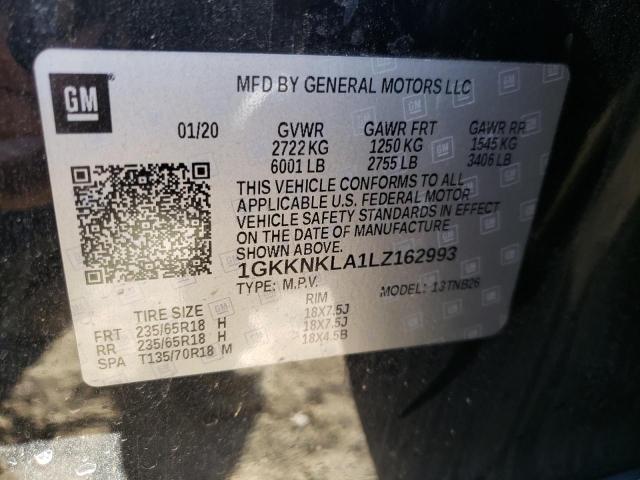 GM
MFD BY GENERAL MOTORS LLC
01/20 GVWR GAWR FRT GAWR RR
2722 KG 1250 KG 1545 KG
6001 LB 2755 LB 3406 LB
THIS VEHICLE CONFORMS TO ALL
APPLICABLE U.S. FEDERAL MOTOR
VEHICLE SAFETY STANDARDS IN EFFECT
ON THE DATE OF MANUFACTURE
SHOWN ABOVE.
1GKKNKLA1LZ162993
TYPE: M.P.V. MODEL: 13TNB26
TIRE SIZE RIM
FRT 235/65R18 H 18X7.5J
RR 235/65R18 H 18X7.5J
SPA T135/70R18 M 18X4.5B